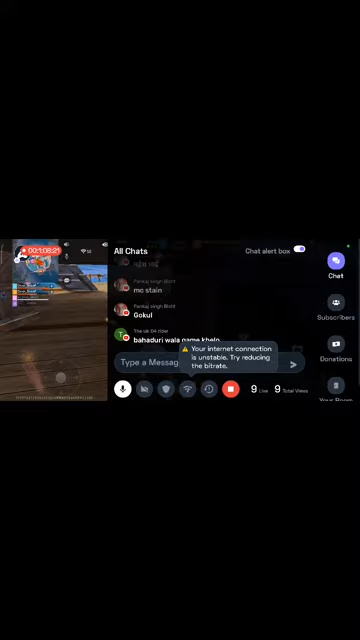 00:1:08:21
All Chats
Chat alert box
Chat
Pankaj singh Bisht
mc stain
Pankaj singh Bisht
Gokul
Subscribers
The uk 04 rider
bahaduri wala game khelo
Donations
Your internet connection
is unstable. Try reducing
the bitrate.
Type a Messag
9 Live 9 Total Views
Your Room